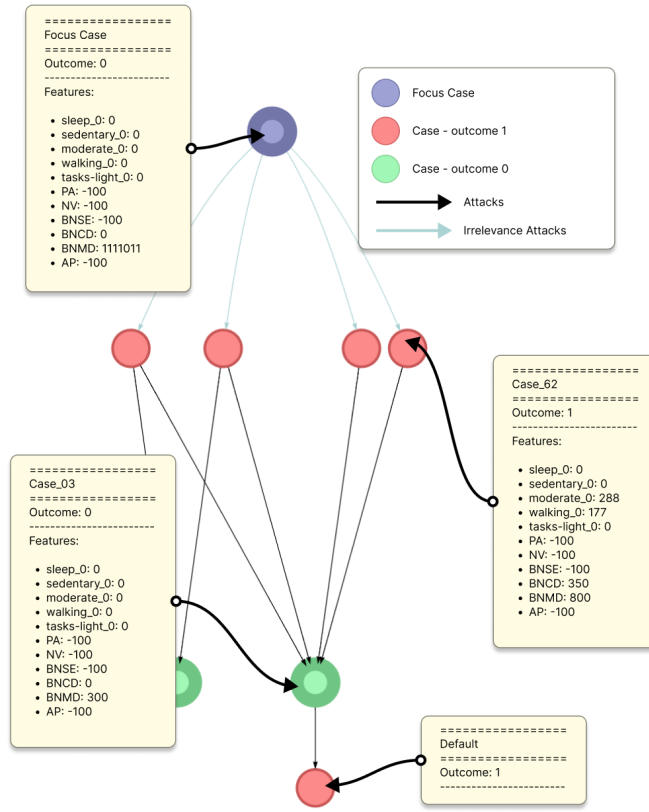 ==================
Focus Case
==================
Outcome: 0
-------------------------
Features:
• sleep_0: 0
• sedentary_0: 0
• moderate_0: 0
• walking_0: 0
• tasks-light_0: 0
• PA: -100
• NV: -100
• BNSE: -100
• BNCD: 0
• BNMD: 1111011
• AP: -100
Focus Case
Case - outcome 1
Case - outcome 0
Attacks
Irrelevance Attacks
==================
Case_62
==================
Outcome: 1
-------------------------
Features:
• sleep_0: 0
• sedentary_0: 0
• moderate_0: 288
• walking_0: 177
• tasks-light_0: 0
• PA: -100
• NV: -100
• BNSE: -100
• BNCD: 350
• BNMD: 800
• AP: -100
==================
Case_03
==================
Outcome: 0
-------------------------
Features:
• sleep_0: 0
• sedentary_0: 0
• moderate_0: 0
• walking_0: 0
• tasks-light_0: 0
• PA: -100
• NV: -100
• BNSE: -100
• BNCD: 0
• BNMD: 300
• AP: -100
==================
Default
==================
Outcome: 1
-------------------------